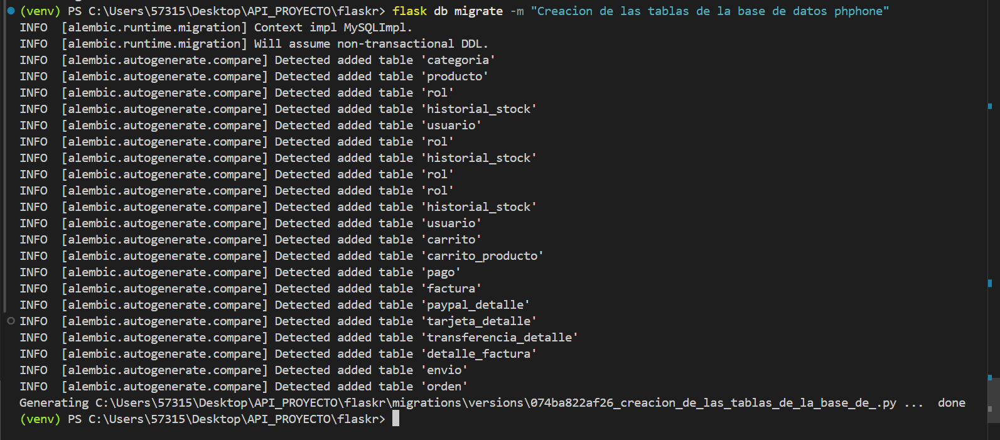 (venv) PS C:\Users\57315\Desktop\API_PROYECTO\flaskr> flask db migrate -m "Creacion de las tablas de la base de datos phphone"
INFO  [alembic.runtime.migration] Context impl MySQLImpl.
INFO  [alembic.runtime.migration] Will assume non-transactional DDL.
INFO  [alembic.autogenerate.compare] Detected added table 'categoria'
INFO  [alembic.autogenerate.compare] Detected added table 'producto'
INFO  [alembic.autogenerate.compare] Detected added table 'rol'
INFO  [alembic.autogenerate.compare] Detected added table 'historial_stock'
INFO  [alembic.autogenerate.compare] Detected added table 'usuario'
INFO  [alembic.autogenerate.compare] Detected added table 'rol'
INFO  [alembic.autogenerate.compare] Detected added table 'historial_stock'
INFO  [alembic.autogenerate.compare] Detected added table 'rol'
INFO  [alembic.autogenerate.compare] Detected added table 'rol'
INFO  [alembic.autogenerate.compare] Detected added table 'historial_stock'
INFO  [alembic.autogenerate.compare] Detected added table 'usuario'
INFO  [alembic.autogenerate.compare] Detected added table 'carrito'
INFO  [alembic.autogenerate.compare] Detected added table 'carrito_producto'
INFO  [alembic.autogenerate.compare] Detected added table 'pago'
INFO  [alembic.autogenerate.compare] Detected added table 'factura'
INFO  [alembic.autogenerate.compare] Detected added table 'paypal_detalle'
INFO  [alembic.autogenerate.compare] Detected added table 'tarjeta_detalle'
INFO  [alembic.autogenerate.compare] Detected added table 'transferencia_detalle'
INFO  [alembic.autogenerate.compare] Detected added table 'detalle_factura'
INFO  [alembic.autogenerate.compare] Detected added table 'envio'
INFO  [alembic.autogenerate.compare] Detected added table 'orden'
Generating C:\Users\57315\Desktop\API_PROYECTO\flaskr\migrations\versions\074ba822af26_creacion_de_las_tablas_de_la_base_de_.py ...  done
(venv) PS C:\Users\57315\Desktop\API_PROYECTO\flaskr>